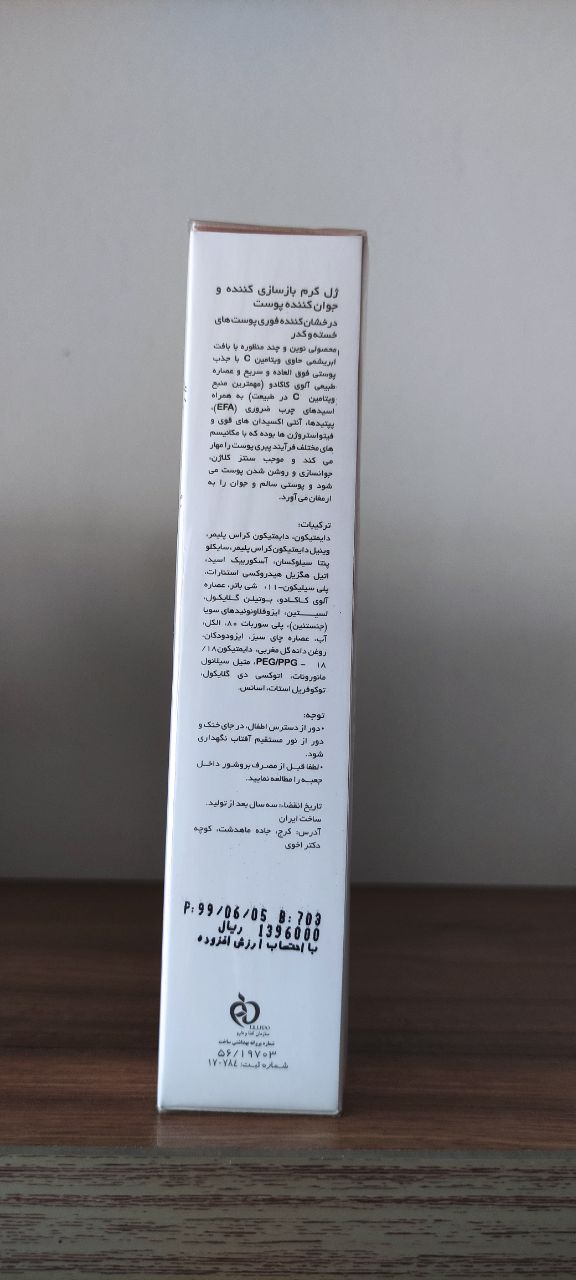 ژل کرم بازسازی کننده و
جوان کننده پوست
درخشان کننده فوری پوست های
خسته و کدر
محصولی نوین و چند منظوره با بافت
ابریشمی حاوی ویتامین C با جذب
پوستی فوق العاده و سریع و عصاره
طبیعی آلوی کاکادو (مهمترین منبع
ویتامین C در طبیعت) به همراه
اسیدهای چرب ضروری (EFA)،
پپتیدها، آنتی اکسیدان های قوی و
فیتواستروژن ها بوده که با مکانیسم
های مختلف فرآیند پیری پوست را مهار
می کند و موجب سنتز کلاژن،
جوانسازی و روشن شدن پوست می
شود و پوستی سالم و جوان را به
ارمغان می آورد.
ترکیبات:
دایمتیکون، دایمتیکون کراس پلیمر،
وینیل دایمتیکون کراس پلیمر، سایکلو
پنتا سیلوکسان، آسکوربیک اسید،
اتیل هگزیل هیدروکسی استئارات،
پلی سیلیکون-۱۱، شی باتر، عصاره
آلوی کاکادو، بوتیلن گلایکول،
لسیتین، ایزوفلاونوئیدهای سویا
(جنستئین)، پلی سوربات ۸۰، الکل،
آب، عصاره چای سبز، ایزودودکان،
روغن دانه گل مغربی، دایمتیکون۱۸/
۱۸ - PEG/PPG، متیل سیلانول
مانورونات، اتوکسی دی گلایکول،
توکوفریل استات، اسانس.
توجه:
•دور از دسترس اطفال، در جای خنک و
دور از نور مستقیم آفتاب نگهداری
شود.
•لطفا قبل از مصرف بروشور داخل
جعبه را مطالعه نمایید.
تاریخ انقضاء: سه سال بعد از تولید.
ساخت ایران
آدرس: کرج، جاده ماهدشت، کوچه
دکتر اخوی
P:99/06/05 B:703
1396000 ریال
با احتساب ارزش افزوده
سازمان غذا و دارو
شماره پروانه بهداشتی ساخت
۵۶/۱۹۷۰۳
شماره ثبت: ۱۷۰۷۸۴